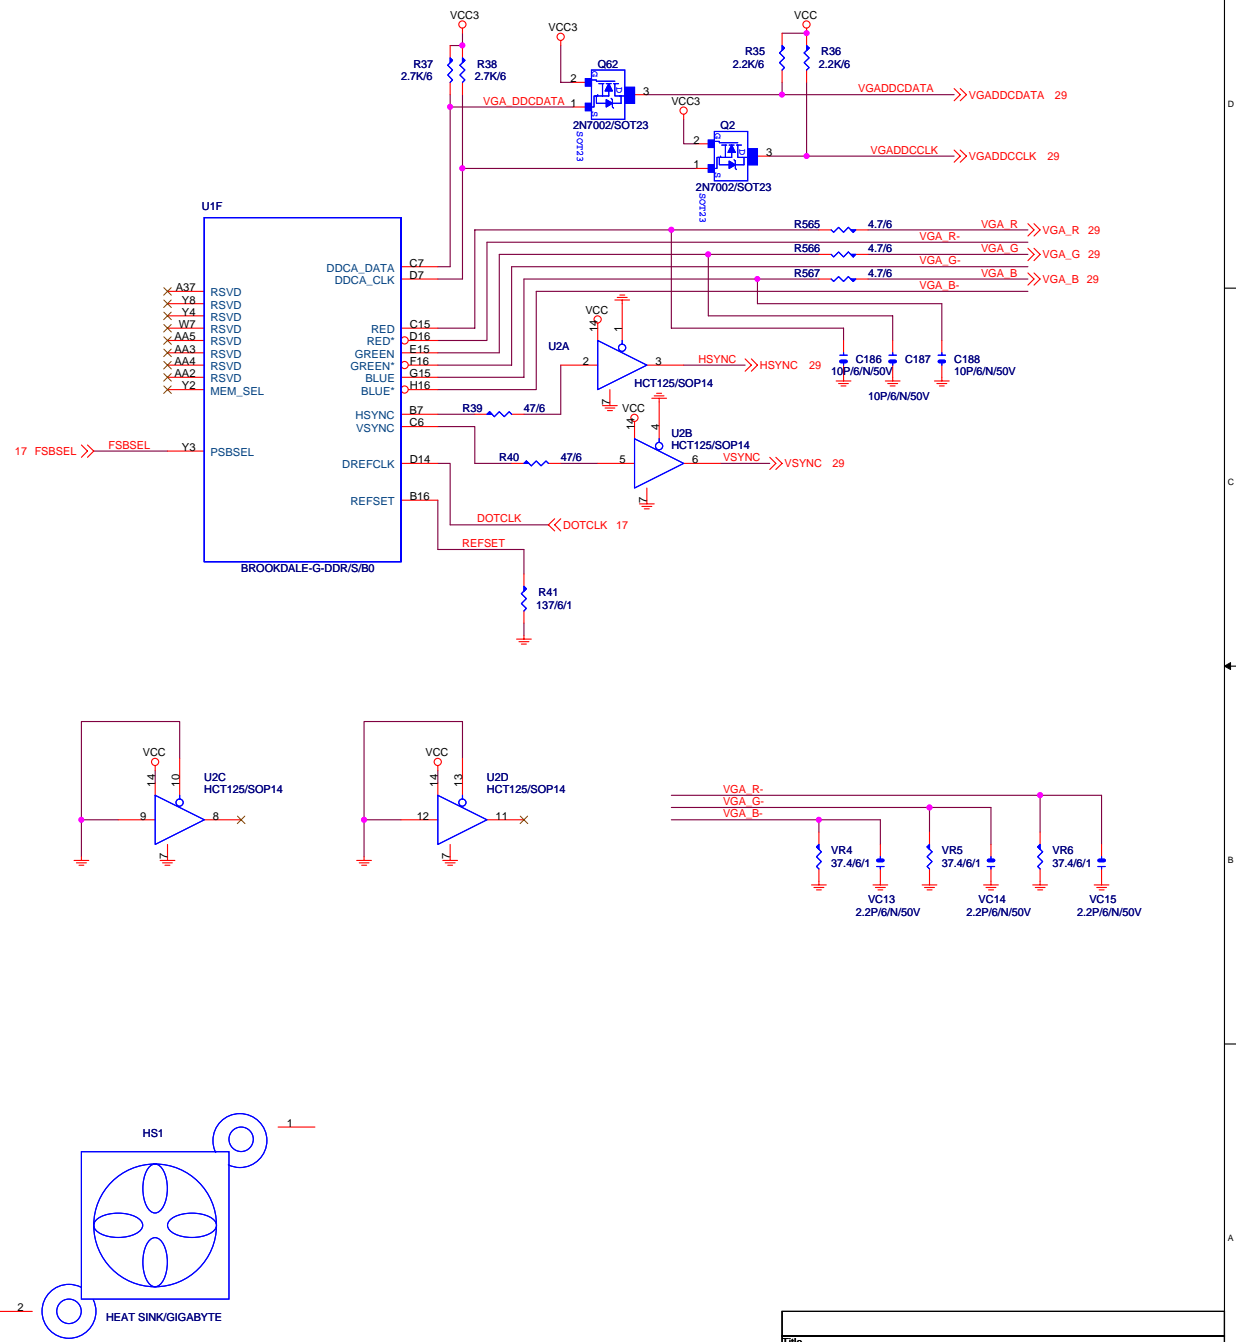 VCC3
VCC
VCC3
R37
2.7K/6
R38
2.7K/6
Q62
R35
2.2K/6
R36
2.2K/6
2
G
D
S
3
VGA_DDCDATA
1
VGADDCDATA
VGADDCDATA 29
2N7002/SOT23
SOT23
VCC3
Q2
2
G
D
S
3
1
VGADDCCLK
VGADDCCLK 29
2N7002/SOT23
SOT23
U1F
R565
4.7/6
VGA_R
VGA_R 29
VGA_R-
R566
4.7/6
VGA_G
VGA_G 29
VGA_G-
R567
4.7/6
VGA_B
VGA_B 29
VGA_B-
DDCA_DATA C7
DDCA_CLK D7
A37 RSVD
Y8 RSVD
Y4 RSVD
W7 RSVD
AA5 RSVD
AA3 RSVD
AA4 RSVD
AA2 RSVD
Y2 MEM_SEL
RED C15
RED* D16
GREEN E15
GREEN* F16
BLUE G15
BLUE* H16
HSYNC B7
VSYNC C6
17 FSBSEL
FSBSEL
Y3 PSBSEL
DREFCLK D14
REFSET B16
BROOKDALE-G-DDR/S/B0
VCC
14
1
U2A
2
3
HSYNC
HSYNC 29
HCT125/SOP14
7
C186
10P/6/N/50V
C187
10P/6/N/50V
C188
10P/6/N/50V
R39
47/6
VCC
14
4
U2B
HCT125/SOP14
R40
47/6
5
6
VSYNC
VSYNC 29
7
DOTCLK
DOTCLK 17
REFSET
R41
137/6/1
VCC
14
10
U2C
HCT125/SOP14
9
8
7
VCC
14
13
U2D
HCT125/SOP14
12
11
7
VGA_R-
VGA_G-
VGA_B-
VR4
37.4/6/1
VR5
37.4/6/1
VR6
37.4/6/1
VC13
2.2P/6/N/50V
VC14
2.2P/6/N/50V
VC15
2.2P/6/N/50V
HS1
1
2
HEAT SINK/GIGABYTE
D
C
B
A
Title